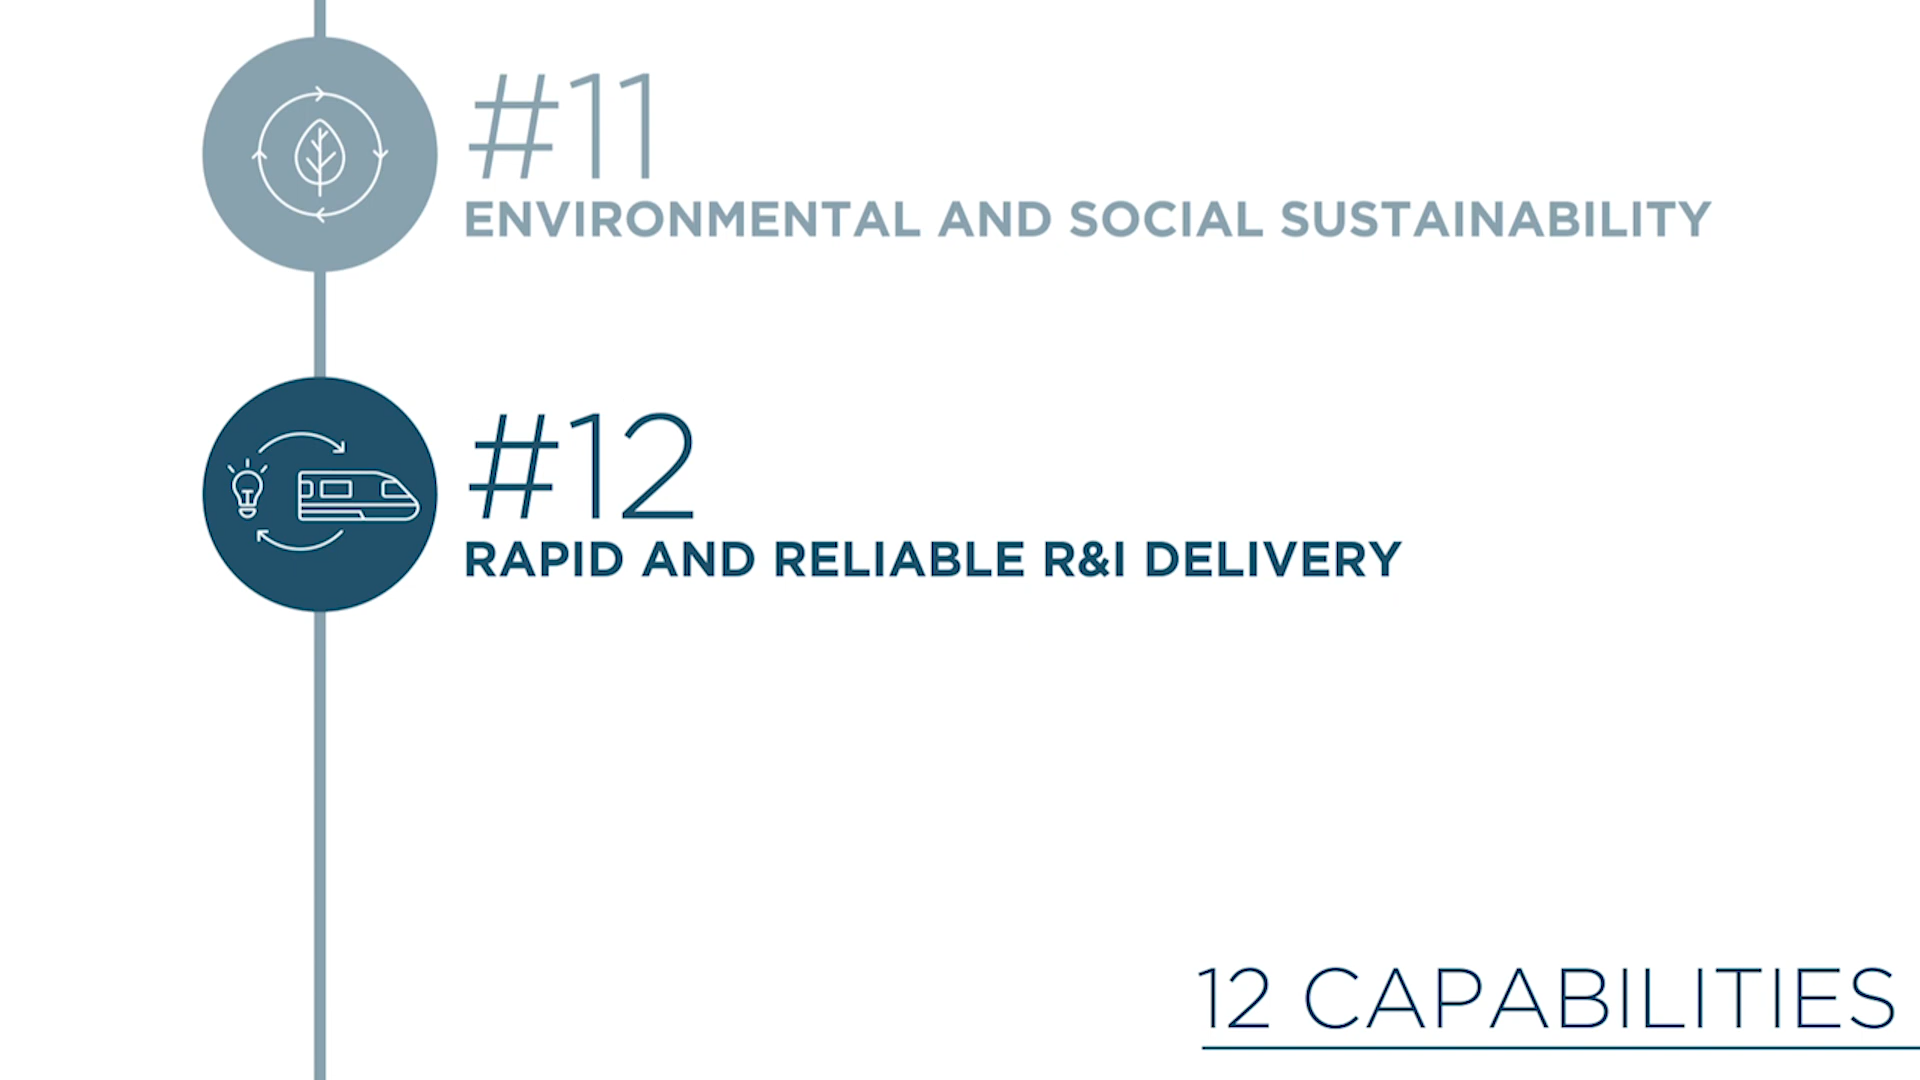 #11
ENVIRONMENTAL AND SOCIAL SUSTAINABILITY
#12
RAPID AND RELIABLE R&I DELIVERY
12 CAPABILITIES